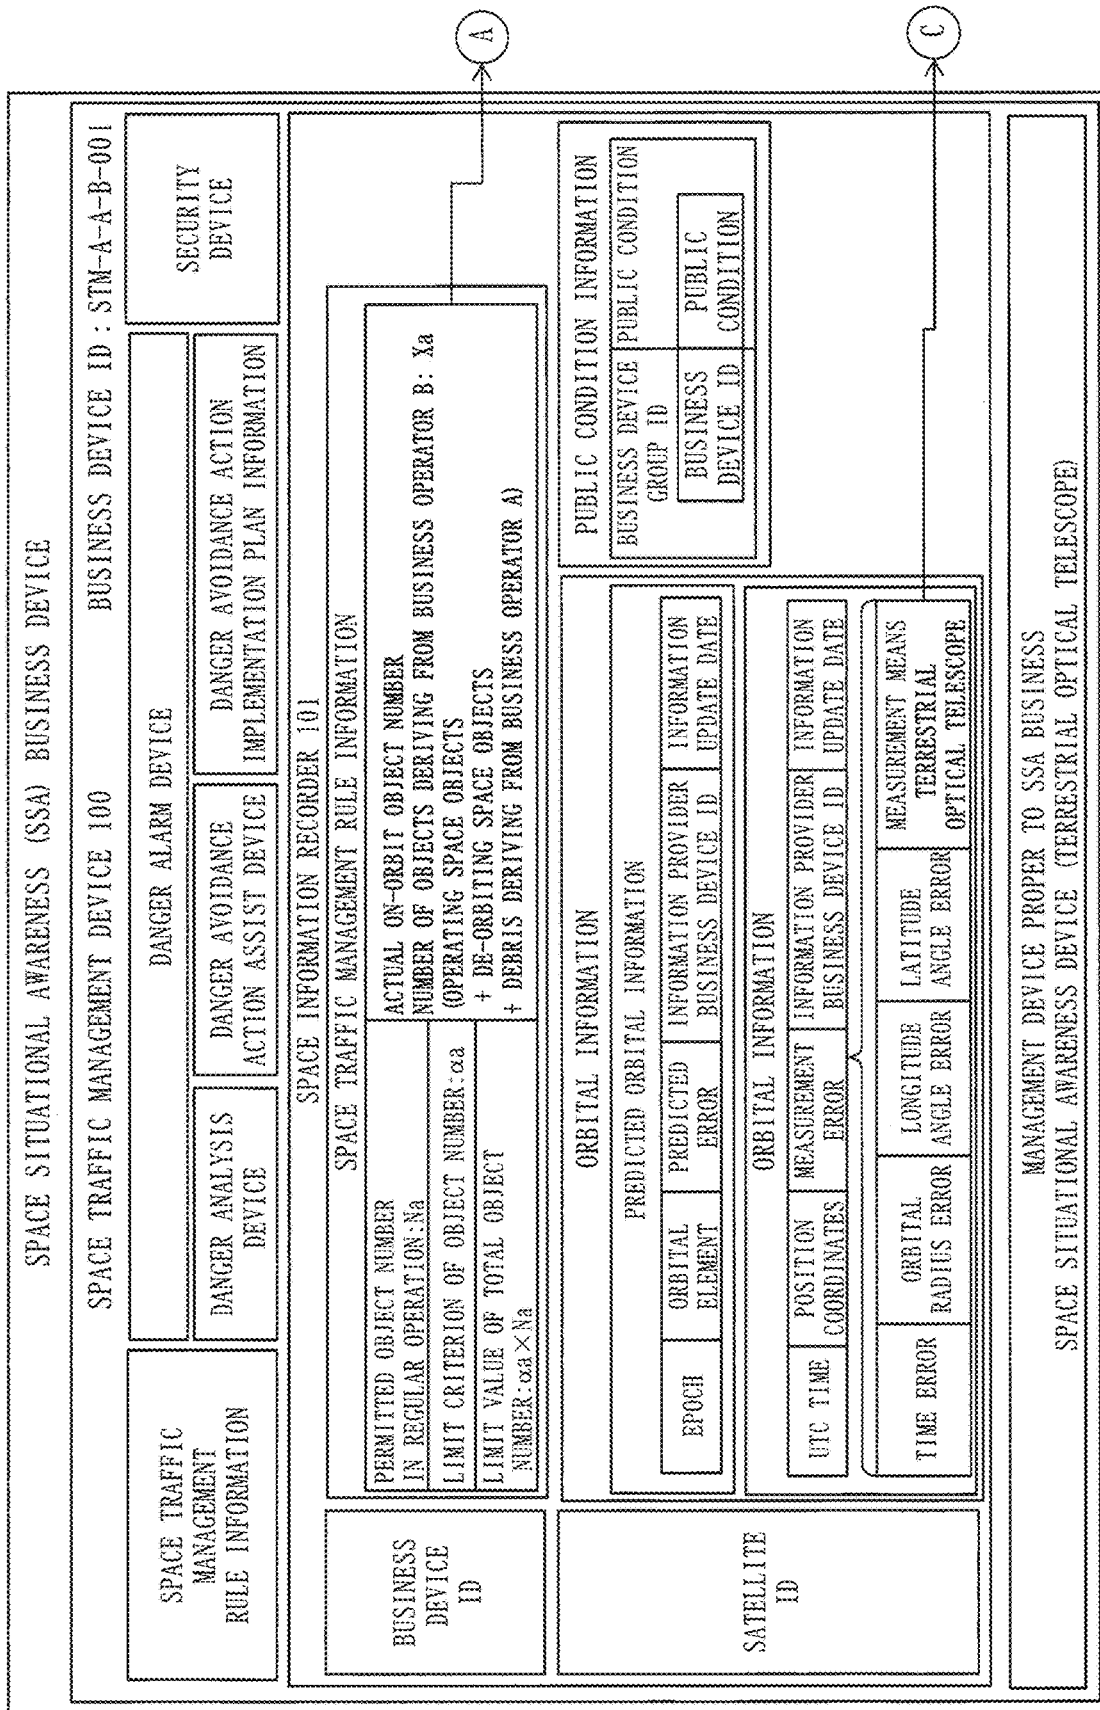 SPACE SITUATIONAL AWARENESS (SSA) BUSINESS DEVICE
SPACE TRAFFIC MANAGEMENT DEVICE 100
BUSINESS DEVICE ID : STM-A-A-B-001
SPACE TRAFFIC
MANAGEMENT
RULE INFORMATION
DANGER ALARM DEVICE
DANGER ANALYSIS
DEVICE
DANGER AVOIDANCE
ACTION ASSIST DEVICE
DANGER AVOIDANCE ACTION
IMPLEMENTATION PLAN INFORMATION
SECURITY
DEVICE
SPACE INFORMATION RECORDER 101
BUSINESS
DEVICE
ID
SPACE TRAFFIC MANAGEMENT RULE INFORMATION
PERMITTED OBJECT NUMBER
IN REGULAR OPERATION:Na
LIMIT CRITERION OF OBJECT NUMBER:αa
LIMIT VALUE OF TOTAL OBJECT
NUMBER:αa×Na
ACTUAL ON-ORBIT OBJECT NUMBER
NUMBER OF OBJECTS DERIVING FROM BUSINESS OPERATOR B: Xa
(OPERATING SPACE OBJECTS
+ DE-ORBITING SPACE OBJECTS
+ DEBRIS DERIVING FROM BUSINESS OPERATOR A)
A
SATELLITE
ID
ORBITAL INFORMATION
PREDICTED ORBITAL INFORMATION
EPOCH
ORBITAL
ELEMENT
PREDICTED
ERROR
INFORMATION PROVIDER
BUSINESS DEVICE ID
INFORMATION
UPDATE DATE
ORBITAL INFORMATION
UTC TIME
POSITION
COORDINATES
MEASUREMENT
ERROR
INFORMATION PROVIDER
BUSINESS DEVICE ID
INFORMATION
UPDATE DATE
TIME ERROR
ORBITAL
RADIUS ERROR
LONGITUDE
ANGLE ERROR
LATITUDE
ANGLE ERROR
MEASUREMENT MEANS
TERRESTRIAL
OPTICAL TELESCOPE
PUBLIC CONDITION INFORMATION
BUSINESS DEVICE
GROUP ID
PUBLIC CONDITION
BUSINESS
DEVICE ID
PUBLIC
CONDITION
C
MANAGEMENT DEVICE PROPER TO SSA BUSINESS
SPACE SITUATIONAL AWARENESS DEVICE (TERRESTRIAL OPTICAL TELESCOPE)